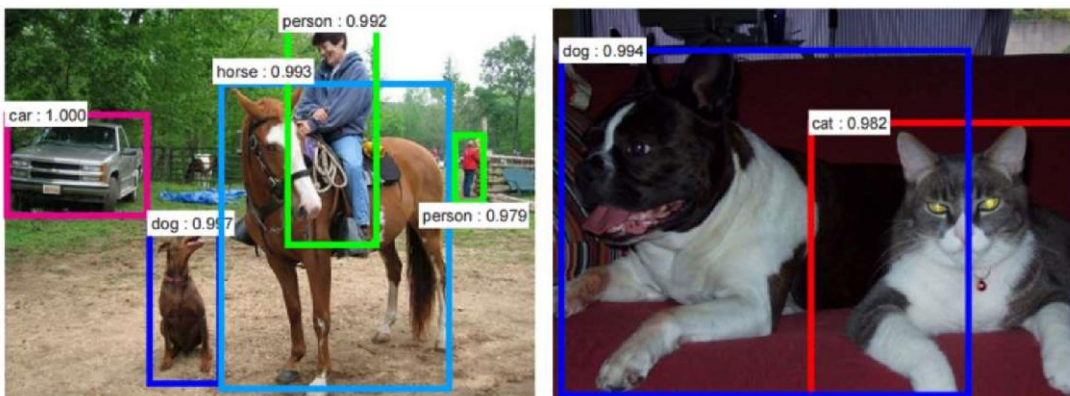 person : 0.992
horse : 0.993
car : 1.000
dog : 0.997
person : 0.979
dog : 0.994
cat : 0.982